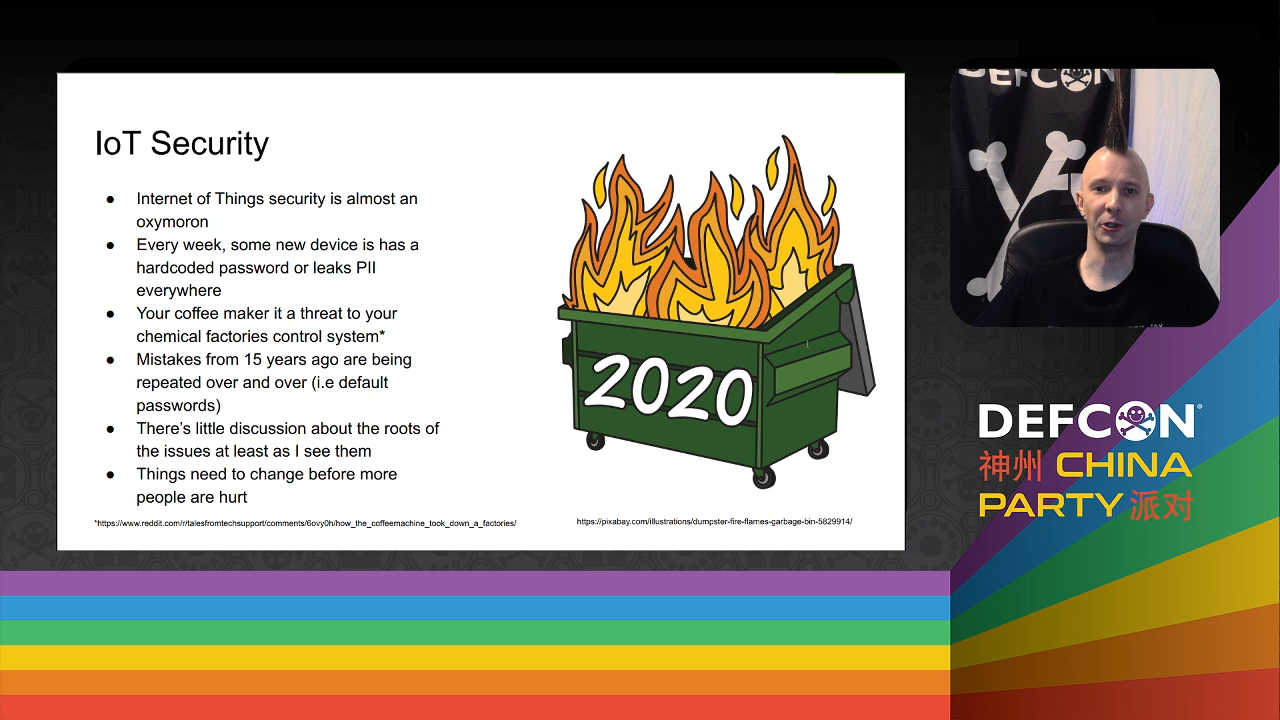 IoT Security
● Internet of Things security is almost an
oxymoron
● Every week, some new device is has a
hardcoded password or leaks PII
everywhere
● Your coffee maker it a threat to your
chemical factories control system*
● Mistakes from 15 years ago are being
repeated over and over (i.e default
passwords)
● There's little discussion about the roots of
the issues at least as I see them
● Things need to change before more
people are hurt
*https://www.reddit.com/r/talesfromtechsupport/comments/6ovy0h/how_the_coffeemachine_took_down_a_factories/
2020
https://pixabay.com/illustrations/dumpster-fire-flames-garbage-bin-5829914/
DEFCON
DEFCON®
神州 CHINA
PARTY 派对